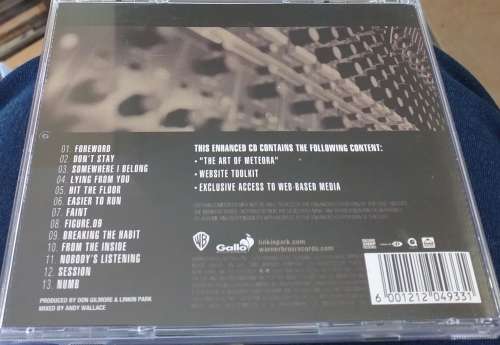 01. FOREWORD
02. DON'T STAY
03. SOMEWHERE I BELONG
04. LYING FROM YOU
05. HIT THE FLOOR
06. EASIER TO RUN
07. FAINT
08. FIGURE.09
09. BREAKING THE HABIT
10. FROM THE INSIDE
11. NOBODY'S LISTENING
12. SESSION
13. NUMB
PRODUCED BY DON GILMORE & LINKIN PARK
MIXED BY ANDY WALLACE
THIS ENHANCED CD CONTAINS THE FOLLOWING CONTENT:
• "THE ART OF METEORA"
• WEBSITE TOOLKIT
• EXCLUSIVE ACCESS TO WEB-BASED MEDIA
WB
Gallo
linkinpark.com
warnerbrosrecords.com
6 001212 049331